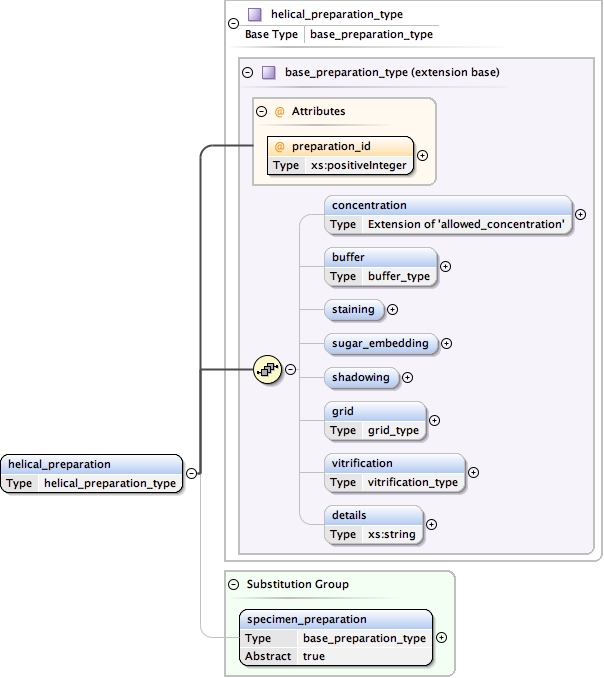 helical_preparation_type
Base Type base_preparation_type
base_preparation_type (extension base)
@ Attributes
@ preparation_id
Type xs:positiveInteger
concentration
Type Extension of 'allowed_concentration'
buffer
Type buffer_type
staining
sugar_embedding
shadowing
grid
Type grid_type
vitrification
Type vitrification_type
details
Type xs:string
helical_preparation
Type helical_preparation_type
Substitution Group
specimen_preparation
Type base_preparation_type
Abstract true